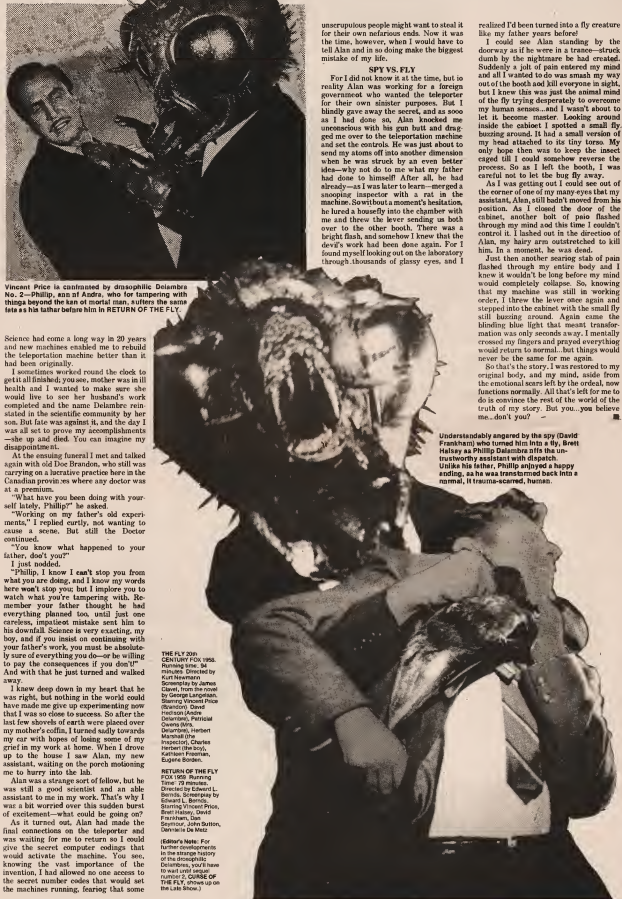 Vincent Price is confronted by drosophilic Delambre
No. 2—Phillip, son of Andre, who for tampering with
things beyond the ken of mortal man, suffers the same
fate as his father before him in RETURN OF THE FLY.
Science had come a long way in 20 years
and new machines enabled me to rebuild
the teleportation machine better than it
had been originally.
I sometimes worked round the clock to
get it all finished; you see, mother was in ill
health and I wanted to make sure she
would live to see her husband's work
completed and the name Delambre rein-
stated in the scientific community by her
son. But fate was against it, and the day I
was all set to prove my accomplishments
—she up and died. You can imagine my
disappointment.
At the ensuing funeral I met and talked
again with old Doc Brandon, who still was
carrying on a lucrative practice here in the
Canadian provinces where any doctor was
at a premium.
"What have you been doing with your-
self lately, Phillip?" he asked.
"Working on my father's old experi-
ments," I replied curtly, not wanting to
cause a scene. But still the Doctor
continued.
"You know what happened to your
father, don't you?"
I just nodded.
"Phillip, I know I can't stop you from
what you are doing, and I know my words
here won't stop you; but I implore you to
watch what you're tampering with. Re-
member your father thought he had
everything planned too, until just one
careless, impatient mistake sent him to
his downfall. Science is very exacting, my
boy, and if you insist on continuing with
your father's work, you must be absolute-
ly sure of everything you do—or be willing
to pay the consequences if you don't!"
And with that he just turned and walked
away.
I knew deep down in my heart that he
was right, but nothing in the world could
have made me give up experimenting now
that I was so close to success. So after the
last few shovels of earth were placed over
my mother's coffin, I turned sadly towards
my car with hopes of losing some of my
grief in my work at home. When I drove
up to the house I saw Alan, my new
assistant, waiting on the porch motioning
me to hurry into the lab.
Alan was a strange sort of fellow, but he
was still a good scientist and an able
assistant to me in my work. That's why I
was a bit worried over this sudden burst
of excitement—what could be going on?
As it turned out, Alan had made the
final connections on the teleporter and
was waiting for me to return so I could
give the secret computer codings that
would activate the machine. You see,
knowing the vast importance of the
invention, I had allowed no one access to
the secret number codes that would set
the machines running, fearing that some
THE FLY 20th
CENTURY FOX 1958.
Running time: 94
minutes. Directed by
Kurt Neumann
Screenplay by James
Clavel, from the novel
by George Langelaan.
Starring Vincent Price
(Brandon), David
Hedison (Andre
Delambre), Patricial
Owens (Mrs.
Delambre), Herbert
Marshall (the
Inspector), Charles
Herbert (the boy),
Kathleen Freeman,
Eugene Borden.
RETURN OF THE FLY
FOX 1959 Running
Time: 79 minutes.
Directed by Edward L.
Bernds. Screenplay by
Edward L. Bernds.
Starring Vincent Price,
Brett Halsey, David
Frankham, Dan
Seymour, John Sutton,
Dannielle De Metz
(Editor's Note: For
further developments
in the strange history
of the drosophilic
Delambres, you'll have
to wait until sequel
number 2, CURSE OF
THE FLY, shows up on
the Late Show.)
unscrupulous people might want to steal it
for their own nefarious ends. Now it was
the time, however, when I would have to
tell Alan and in so doing make the biggest
mistake of my life.
SPY VS. FLY
For I did not know it at the time, but in
reality Alan was working for a foreign
government who wanted the teleporter
for their own sinister purposes. But I
blindly gave away the secret, and as soon
as I had done so, Alan knocked me
unconscious with his gun butt and drag-
ged me over to the teleportation machine
and set the controls. He was just about to
send my atoms off into another dimension
when he was struck by an even better
idea—why not do to me what my father
had done to himself! After all, he had
already—as I was later to learn—merged a
snooping inspector with a rat in the
machine. So without a moment's hesitation,
he lured a housefly into the chamber with
me and threw the lever sending us both
over to the other booth. There was a
bright flash, and somehow I knew that the
devil's work had been done again. For I
found myself looking out on the laboratory
through thousands of glassy eyes, and I
realized I'd been turned into a fly creature
like my father years before!
I could see Alan standing by the
doorway as if he were in a trance—struck
dumb by the nightmare he had created.
Suddenly a jolt of pain entered my mind
and all I wanted to do was smash my way
out of the booth and kill everyone in sight,
but I knew this was just the animal mind
of the fly trying desperately to overcome
my human senses...and I wasn't about to
let it become master. Looking around
inside the cabinet I spotted a small fly,
buzzing around. It had a small version of
my head attached to its tiny torso. My
only hope then was to keep the insect
caged till I could somehow reverse the
process. So as I left the booth, I was
careful not to let the bug fly away.
As I was getting out I could see out of
the corner of one of my many-eyes that my
assistant, Alan, still hadn't moved from his
position. As I closed the door of the
cabinet, another bolt of pain flashed
through my mind and this time I couldn't
control it. I lashed out in the direction of
Alan, my hairy arm outstretched to kill
him. In a moment, he was dead.
Just then another searing stab of pain
flashed through my entire body and I
knew it wouldn't be long before my mind
would completely collapse. So, knowing
that my machine was still in working
order, I threw the lever once again and
stepped into the cabinet with the small fly
still buzzing around. Again came the
blinding blue light that meant transfor-
mation was only seconds away. I mentally
crossed my fingers and prayed everything
would return to normal...but things would
never be the same for me again.
So that's the story. I was restored to my
original body, and my mind, aside from
the emotional scars left by the ordeal, now
functions normally. All that's left for me to
do is convince the rest of the world of the
truth of my story. But you...you believe
me...don't you?
Understandably angered by the spy (David
Frankham) who turned him into a fly, Brett
Halsey as Phillip Delambre offs the un-
trustworthy assistant with dispatch.
Unlike his father, Phillip enjoyed a happy
ending, as he was transformed back into a
normal, if trauma-scarred, human.